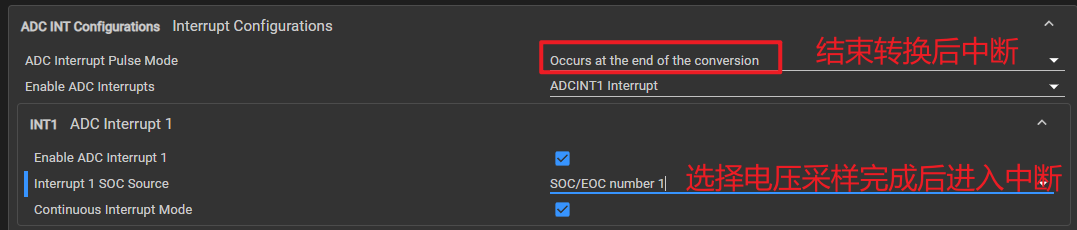 ADC INT Configurations Interrupt Configurations
ADC Interrupt Pulse Mode Occurs at the end of the conversion 结束转换后中断
Enable ADC Interrupts ADCINT1 Interrupt
INT1 ADC Interrupt 1
Enable ADC Interrupt 1
Interrupt 1 SOC Source SOC/EOC number 1 选择电压采样完成后进入中断
Continuous Interrupt Mode